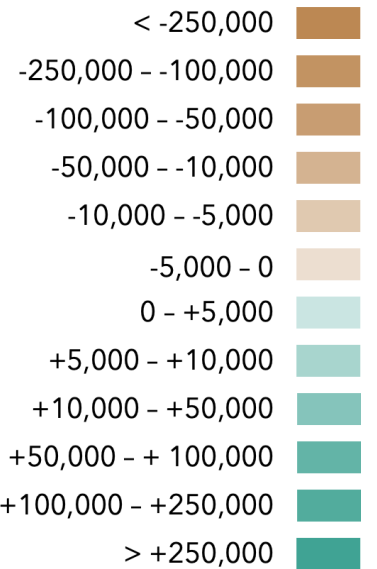 < -250,000
-250,000 – -100,000
-100,000 – -50,000
-50,000 – -10,000
-10,000 – -5,000
-5,000 – 0
0 – +5,000
+5,000 – +10,000
+10,000 – +50,000
+50,000 – + 100,000
+100,000 – +250,000
> +250,000